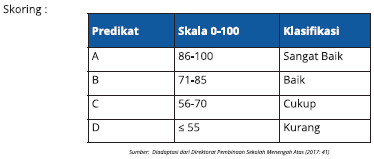 Skoring :
Predikat Skala 0-100 Klasifikasi
A 86-100 Sangat Baik
B 71-85 Baik
C 56-70 Cukup
D ≤ 55 Kurang
Sumber: Diadaptasi dari Direktorat Pembinaan Sekolah Menengah Atas (2017: 41)